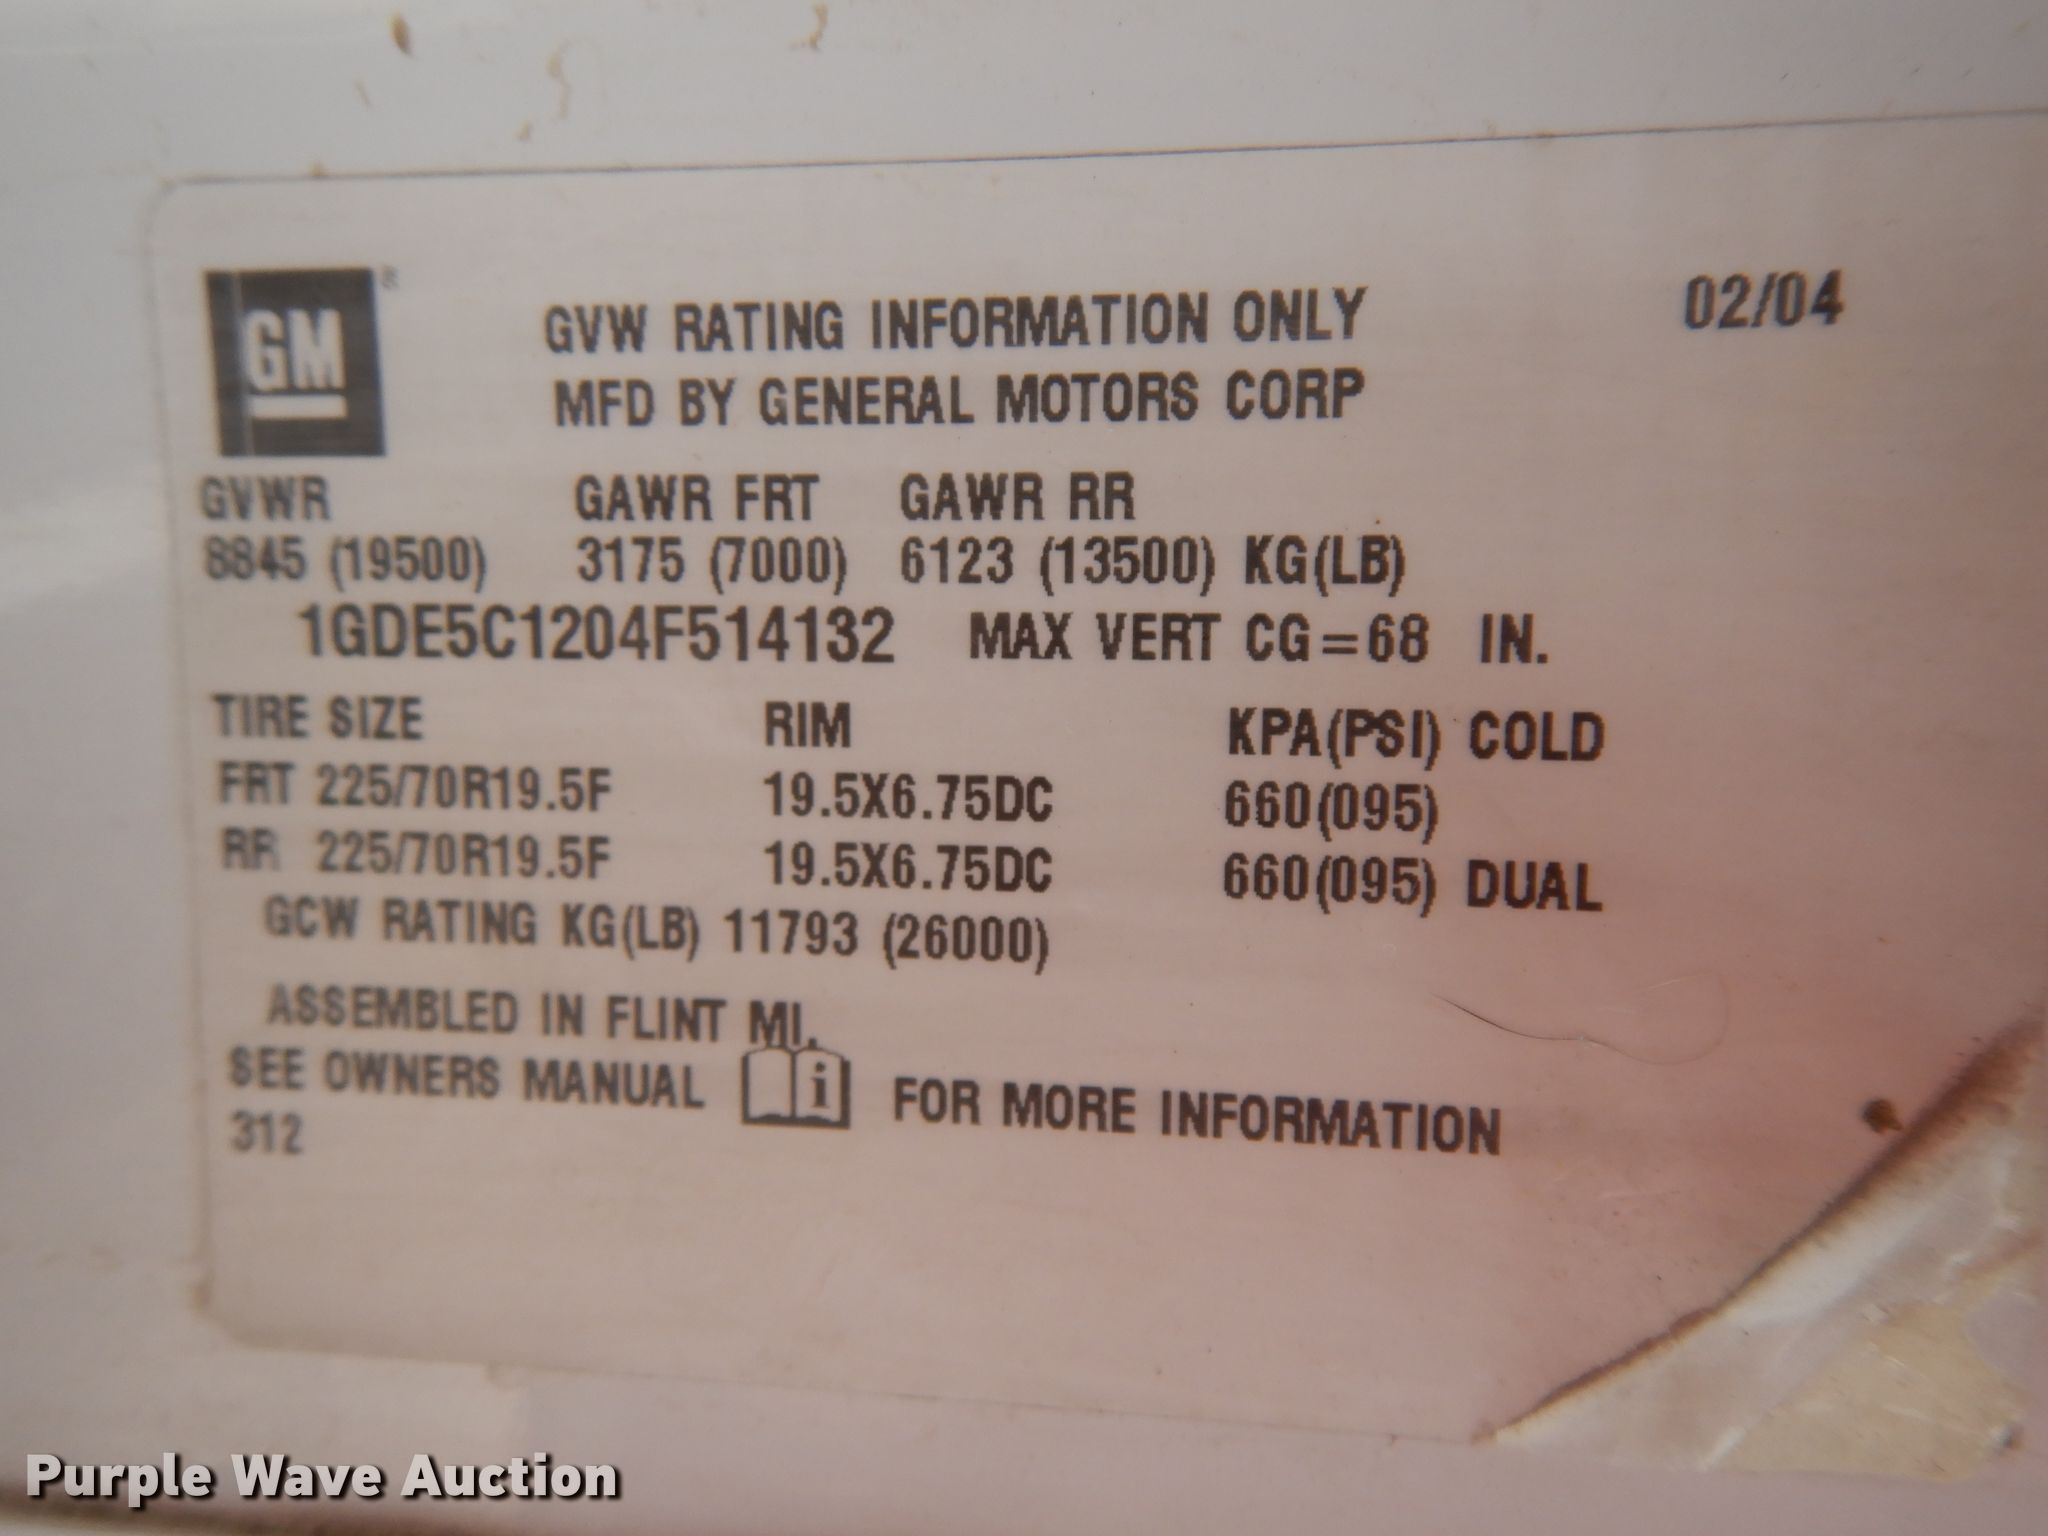 GM
GVW RATING INFORMATION ONLY 02/04
MFD BY GENERAL MOTORS CORP
GVWR GAWR FRT GAWR RR
8845 (19500) 3175 (7000) 6123 (13500) KG(LB)
1GDE5C1204F514132 MAX VERT CG=68 IN.
TIRE SIZE RIM KPA(PSI) COLD
FRT 225/70R19.5F 19.5X6.75DC 660(095)
RR 225/70R19.5F 19.5X6.75DC 660(095) DUAL
GCW RATING KG(LB) 11793 (26000)
ASSEMBLED IN FLINT MI.
SEE OWNERS MANUAL i FOR MORE INFORMATION
312
Purple Wave Auction